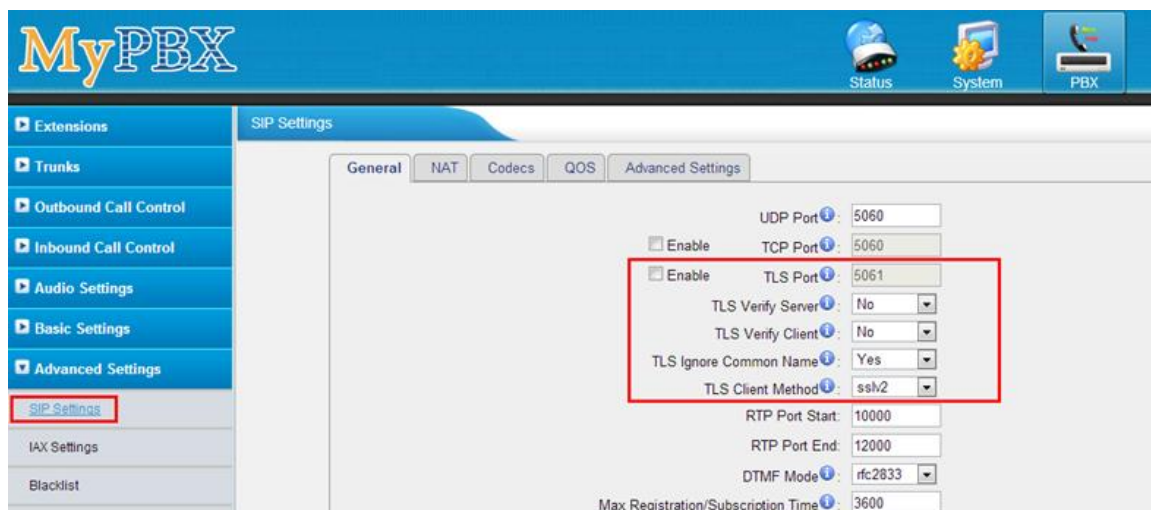 MyPBX
Status
System
PBX
Extensions
Trunks
Outbound Call Control
Inbound Call Control
Audio Settings
Basic Settings
Advanced Settings
SIP Settings
IAX Settings
Blacklist
SIP Settings
General NAT Codecs QOS Advanced Settings
UDP Port : 5060
Enable TCP Port : 5060
Enable TLS Port : 5061
TLS Verify Server : No
TLS Verify Client : No
TLS Ignore Common Name : Yes
TLS Client Method : sslv2
RTP Port Start: 10000
RTP Port End: 12000
DTMF Mode : rfc2833
Max Registration/Subscription Time : 3600